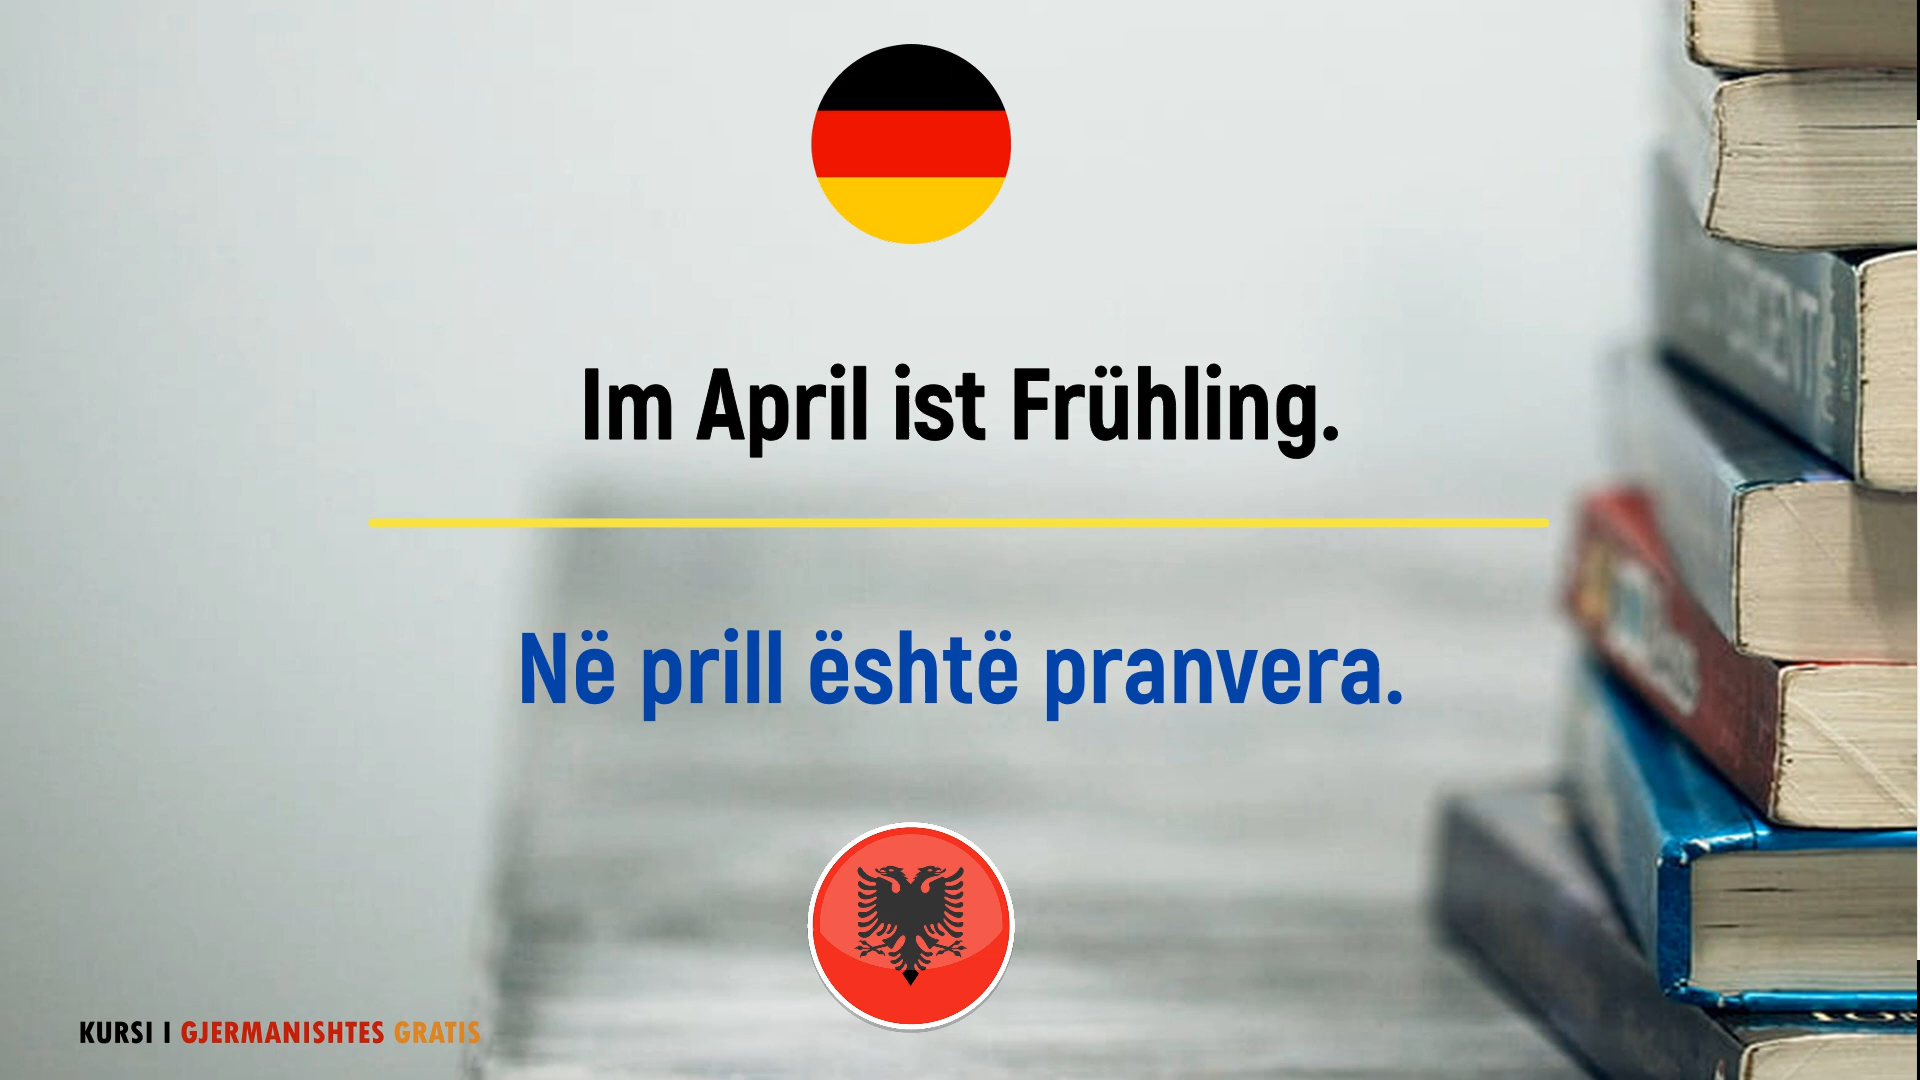 Im April ist Frühling.
Në prill është pranvera.
KURSI I GJERMANISHTES GRATIS